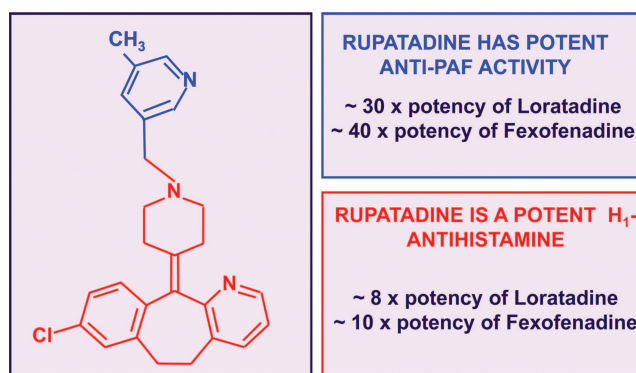 CH₃
N
N
N
Cl
RUPATADINE HAS POTENT
ANTI-PAF ACTIVITY
~ 30 x potency of Loratadine
~ 40 x potency of Fexofenadine
RUPATADINE IS A POTENT H₁-
ANTIHISTAMINE
~ 8 x potency of Loratadine
~ 10 x potency of Fexofenadine